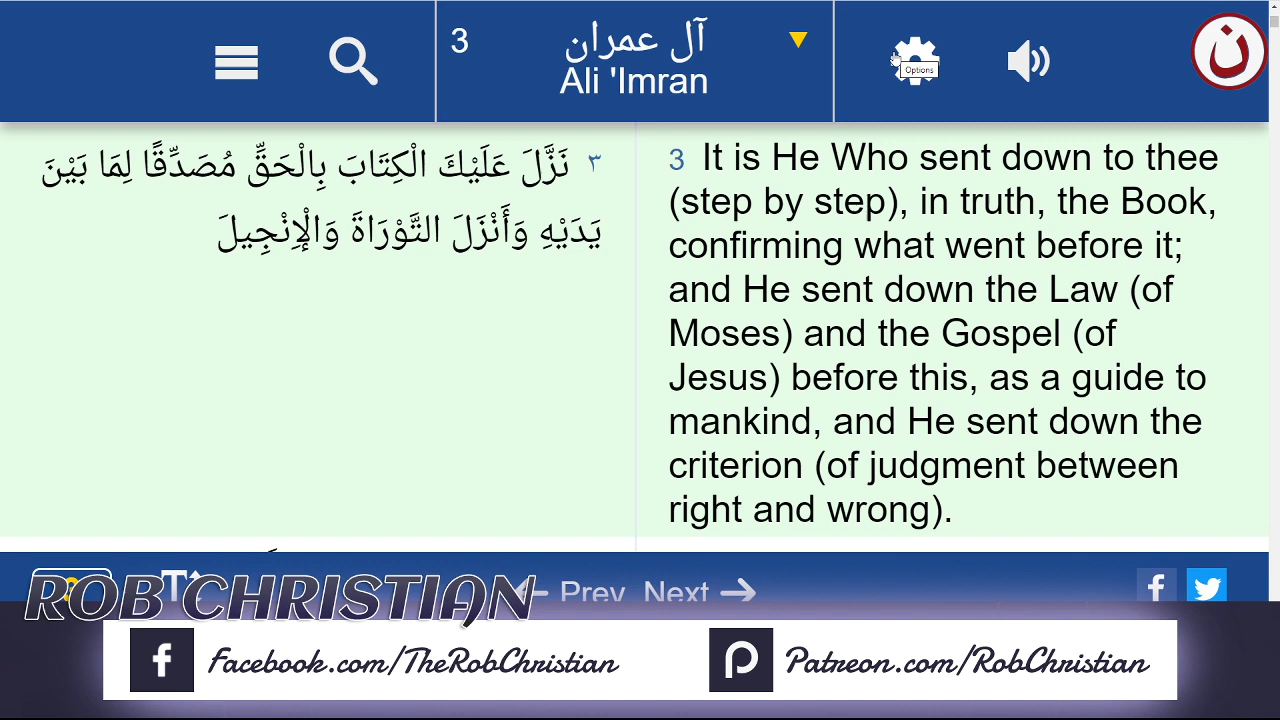 3
آل عمران
Ali 'Imran
Options
ن
٣ نَزَّلَ عَلَيْكَ الْكِتَابَ بِالْحَقِّ مُصَدِّقًا لِمَا بَيْنَ
يَدَيْهِ وَأَنْزَلَ التَّوْرَاةَ وَالْإِنْجِيلَ
3 It is He Who sent down to thee
(step by step), in truth, the Book,
confirming what went before it;
and He sent down the Law (of
Moses) and the Gospel (of
Jesus) before this, as a guide to
mankind, and He sent down the
criterion (of judgment between
right and wrong).
Prev Next
ROB CHRISTIAN
Facebook.com/TheRobChristian
Patreon.com/RobChristian